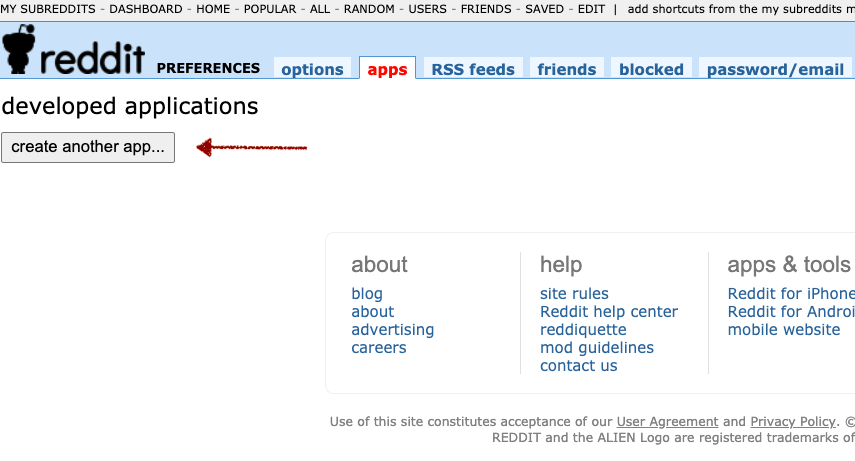 MY SUBREDDITS - DASHBOARD - HOME - POPULAR - ALL - RANDOM - USERS - FRIENDS - SAVED - EDIT | add shortcuts from the my subreddits m
reddit PREFERENCES options apps RSS feeds friends blocked password/email
developed applications
create another app...
about
blog
about
advertising
careers
help
site rules
Reddit help center
reddiquette
mod guidelines
contact us
apps & tools
Reddit for iPhone
Reddit for Androi
mobile website
Use of this site constitutes acceptance of our User Agreement and Privacy Policy. ©
REDDIT and the ALIEN Logo are registered trademarks of